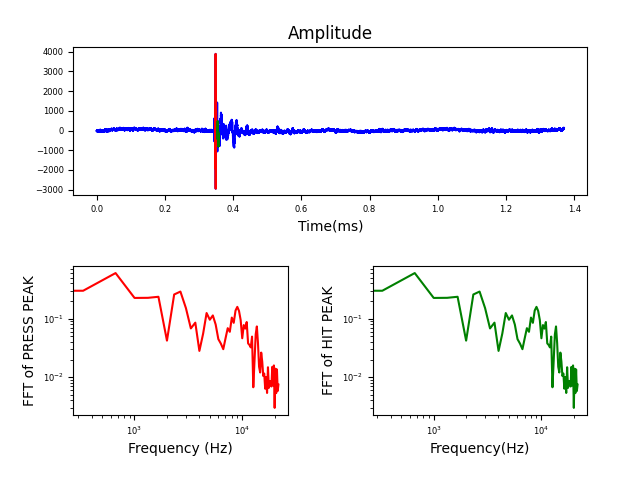 Amplitude
4000
3000
2000
1000
0
−1000
−2000
−3000
0.0 0.2 0.4 0.6 0.8 1.0 1.2 1.4
Time(ms)
FFT of PRESS PEAK
10⁻¹
10⁻²
10³ 10⁴
Frequency (Hz)
FFT of HIT PEAK
10⁻¹
10⁻²
10³ 10⁴
Frequency(Hz)